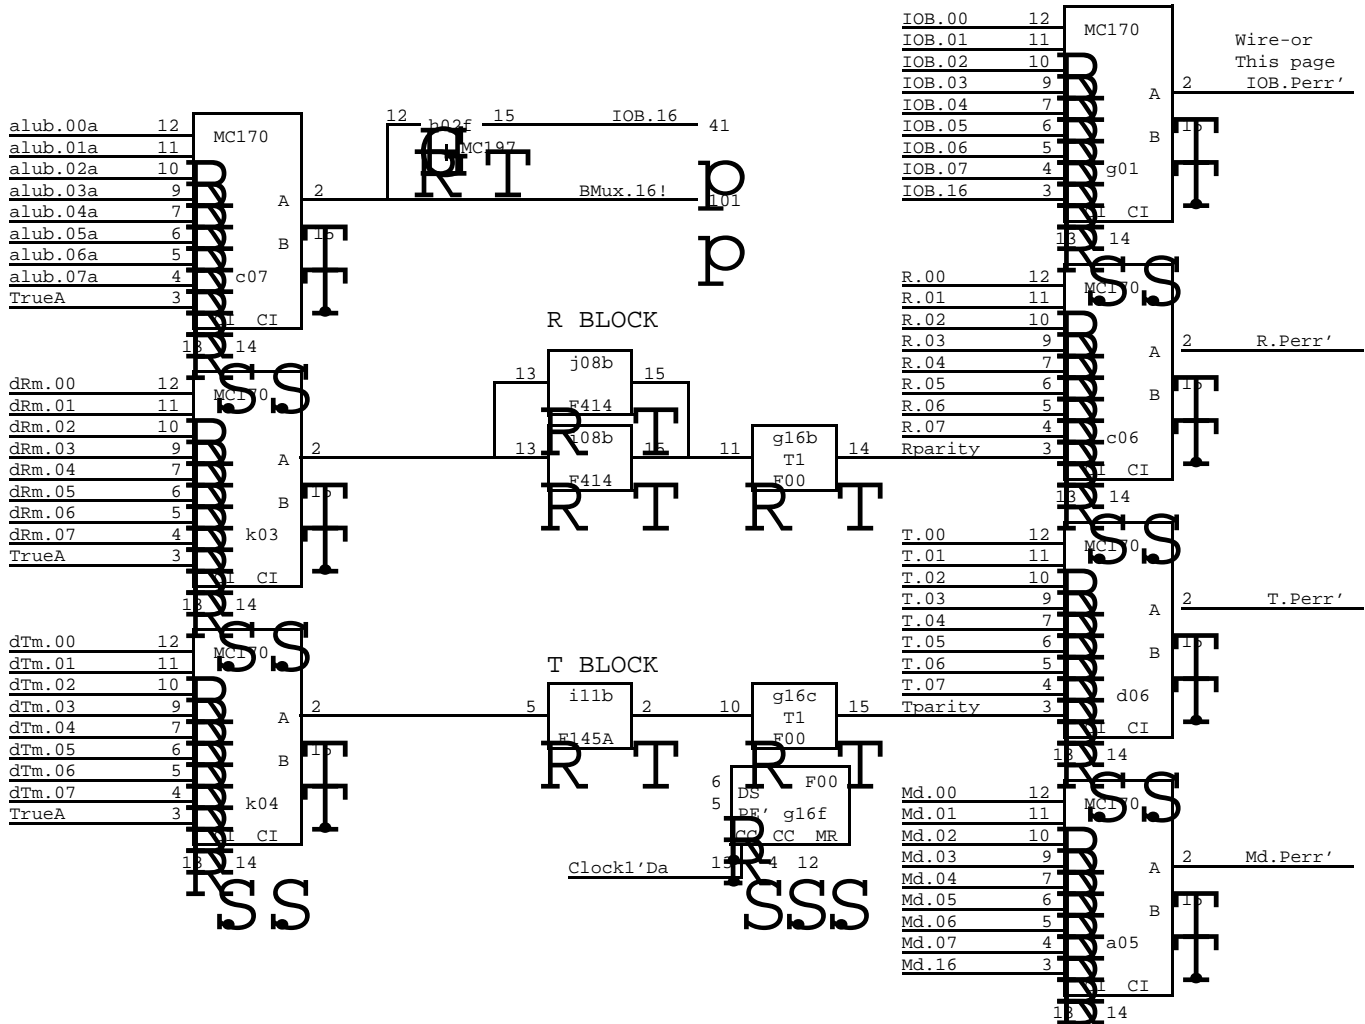 alub.00a 12
alub.01a 11
alub.02a 10
alub.03a 9
alub.04a 7
alub.05a 6
alub.06a 5
alub.07a 4
TrueA 3
MC170
A 2
B
c07
CI
14
12 h02f 15 IOB.16 41
MC197
R T
BMux.16! 101
p
p
T
T
S S
dRm.00 12
dRm.01 11
dRm.02 10
dRm.03 9
dRm.04 7
dRm.05 6
dRm.06 5
dRm.07 4
TrueA 3
MC170
A 2
B
k03
CI
14
T
T
S S
R BLOCK
13 j08b 15
F414
R T
13 i08b 15
F414
R T
11 g16b 14
T1
F00
R T
dTm.00 12
dTm.01 11
dTm.02 10
dTm.03 9
dTm.04 7
dTm.05 6
dTm.06 5
dTm.07 4
TrueA 3
MC170
A 2
B
k04
CI
14
T
T
S S
T BLOCK
5 i11b 2
F145A
R T
10 g16c 15
T1
F00
R T
6 F00
DS
5
PE' g16f
CC CC MR
Clock1'Da
12
S S S
IOB.00 12
IOB.01 11
IOB.02 10
IOB.03 9
IOB.04 7
IOB.05 6
IOB.06 5
IOB.07 4
IOB.16 3
MC170
A 2
B
g01
CI
13 14
Wire-or
This page
IOB.Perr'
T
T
S S
R.00 12
R.01 11
R.02 10
R.03 9
R.04 7
R.05 6
R.06 5
R.07 4
Rparity 3
MC170
A 2 R.Perr'
B
c06
CI
13 14
T
T
S S
T.00 12
T.01 11
T.02 10
T.03 9
T.04 7
T.05 6
T.06 5
T.07 4
Tparity 3
MC170
A 2 T.Perr'
B
d06
CI
14
T
T
S S
Md.00 12
Md.01 11
Md.02 10
Md.03 9
Md.04 7
Md.05 6
Md.06 5
Md.07 4
Md.16 3
MC170
A 2 Md.Perr'
B
a05
CI
14
T
T